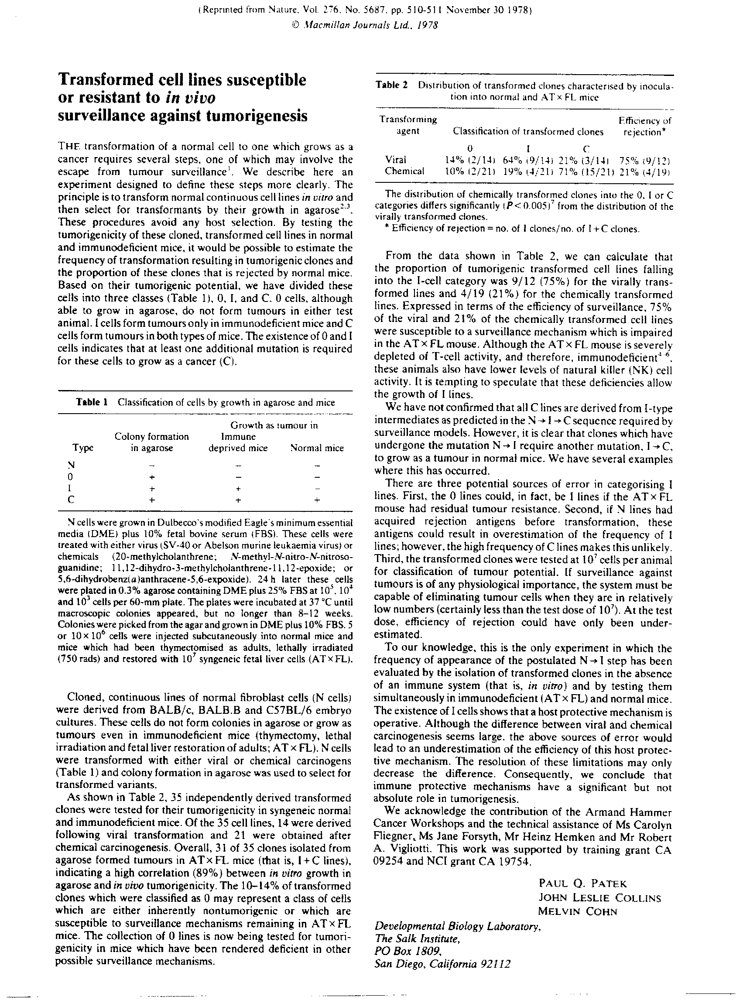 (Reprinted from Nature, Vol. 276, No. 5687, pp. 510-511 November 30 1978)
© Macmillan Journals Ltd., 1978
Transformed cell lines susceptible
or resistant to in vivo
surveillance against tumorigenesis
THE transformation of a normal cell to one which grows as a
cancer requires several steps, one of which may involve the
escape from tumour surveillance¹. We describe here an
experiment designed to define these steps more clearly. The
principle is to transform normal continuous cell lines in vitro and
then select for transformants by their growth in agarose²·³.
These procedures avoid any host selection. By testing the
tumorigenicity of these cloned, transformed cell lines in normal
and immunodeficient mice, it would be possible to estimate the
frequency of transformation resulting in tumorigenic clones and
the proportion of these clones that is rejected by normal mice.
Based on their tumorigenic potential, we have divided these
cells into three classes (Table 1), 0, I, and C. 0 cells, although
able to grow in agarose, do not form tumours in either test
animal. I cells form tumours only in immunodeficient mice and C
cells form tumours in both types of mice. The existence of 0 and I
cells indicates that at least one additional mutation is required
for these cells to grow as a cancer (C).
Table 1 Classification of cells by growth in agarose and mice
Growth as tumour in
Colony formation Immune
Type in agarose deprived mice Normal mice
N − − −
0 + − −
I + + −
C + + +
N cells were grown in Dulbecco's modified Eagle's minimum essential
media (DME) plus 10% fetal bovine serum (FBS). These cells were
treated with either virus (SV-40 or Abelson murine leukaemia virus) or
chemicals (20-methylcholanthrene; N-methyl-N-nitro-N-nitroso-
guanidine; 11,12-dihydro-3-methylcholanthrene-11,12-epoxide; or
5,6-dihydrobenz(a)anthracene-5,6-expoxide). 24 h later these cells
were plated in 0.3% agarose containing DME plus 25% FBS at 10⁵, 10⁴
and 10³ cells per 60-mm plate. The plates were incubated at 37 °C until
macroscopic colonies appeared, but no longer than 8–12 weeks.
Colonies were picked from the agar and grown in DME plus 10% FBS. 5
or 10 × 10⁶ cells were injected subcutaneously into normal mice and
mice which had been thymectomised as adults, lethally irradiated
(750 rads) and restored with 10⁷ syngeneic fetal liver cells (AT × FL).
Cloned, continuous lines of normal fibroblast cells (N cells)
were derived from BALB/c, BALB.B and C57BL/6 embryo
cultures. These cells do not form colonies in agarose or grow as
tumours even in immunodeficient mice (thymectomy, lethal
irradiation and fetal liver restoration of adults; AT × FL). N cells
were transformed with either viral or chemical carcinogens
(Table 1) and colony formation in agarose was used to select for
transformed variants.
As shown in Table 2, 35 independently derived transformed
clones were tested for their tumorigenicity in syngeneic normal
and immunodeficient mice. Of the 35 cell lines, 14 were derived
following viral transformation and 21 were obtained after
chemical carcinogenesis. Overall, 31 of 35 clones isolated from
agarose formed tumours in AT × FL mice (that is, I + C lines),
indicating a high correlation (89%) between in vitro growth in
agarose and in vivo tumorigenicity. The 10–14% of transformed
clones which were classified as 0 may represent a class of cells
which are either inherently nontumorigenic or which are
susceptible to surveillance mechanisms remaining in AT × FL
mice. The collection of 0 lines is now being tested for tumori-
genicity in mice which have been rendered deficient in other
possible surveillance mechanisms.
Table 2 Distribution of transformed clones characterised by inocula-
tion into normal and AT × FL mice
Transforming Efficiency of
agent Classification of transformed clones rejection*
0 I C
Viral 14% (2/14) 64% (9/14) 21% (3/14) 75% (9/12)
Chemical 10% (2/21) 19% (4/21) 71% (15/21) 21% (4/19)
The distribution of chemically transformed clones into the 0, I or C
categories differs significantly (P < 0.005)⁷ from the distribution of the
virally transformed clones.
* Efficiency of rejection = no. of I clones/no. of I + C clones.
From the data shown in Table 2, we can calculate that
the proportion of tumorigenic transformed cell lines falling
into the I-cell category was 9/12 (75%) for the virally trans-
formed lines and 4/19 (21%) for the chemically transformed
lines. Expressed in terms of the efficiency of surveillance, 75%
of the viral and 21% of the chemically transformed cell lines
were susceptible to a surveillance mechanism which is impaired
in the AT × FL mouse. Although the AT × FL mouse is severely
depleted of T-cell activity, and therefore, immunodeficient⁴⁻⁶,
these animals also have lower levels of natural killer (NK) cell
activity. It is tempting to speculate that these deficiencies allow
the growth of I lines.
We have not confirmed that all C lines are derived from I-type
intermediates as predicted in the N → I → C sequence required by
surveillance models. However, it is clear that clones which have
undergone the mutation N → I require another mutation, I → C,
to grow as a tumour in normal mice. We have several examples
where this has occurred.
There are three potential sources of error in categorising I
lines. First, the 0 lines could, in fact, be I lines if the AT × FL
mouse had residual tumour resistance. Second, if N lines had
acquired rejection antigens before transformation, these
antigens could result in overestimation of the frequency of I
lines; however, the high frequency of C lines makes this unlikely.
Third, the transformed clones were tested at 10⁷ cells per animal
for classification of tumour potential. If surveillance against
tumours is of any physiological importance, the system must be
capable of eliminating tumour cells when they are in relatively
low numbers (certainly less than the test dose of 10⁷). At the test
dose, efficiency of rejection could have only been under-
estimated.
To our knowledge, this is the only experiment in which the
frequency of appearance of the postulated N → I step has been
evaluated by the isolation of transformed clones in the absence
of an immune system (that is, in vitro) and by testing them
simultaneously in immunodeficient (AT × FL) and normal mice.
The existence of I cells shows that a host protective mechanism is
operative. Although the difference between viral and chemical
carcinogenesis seems large, the above sources of error would
lead to an underestimation of the efficiency of this host protec-
tive mechanism. The resolution of these limitations may only
decrease the difference. Consequently, we conclude that
immune protective mechanisms have a significant but not
absolute role in tumorigenesis.
We acknowledge the contribution of the Armand Hammer
Cancer Workshops and the technical assistance of Ms Carolyn
Fliegner, Ms Jane Forsyth, Mr Heinz Hemken and Mr Robert
A. Vigliotti. This work was supported by training grant CA
09254 and NCI grant CA 19754.
PAUL Q. PATEK
JOHN LESLIE COLLINS
MELVIN COHN
Developmental Biology Laboratory,
The Salk Institute,
PO Box 1809,
San Diego, California 92112